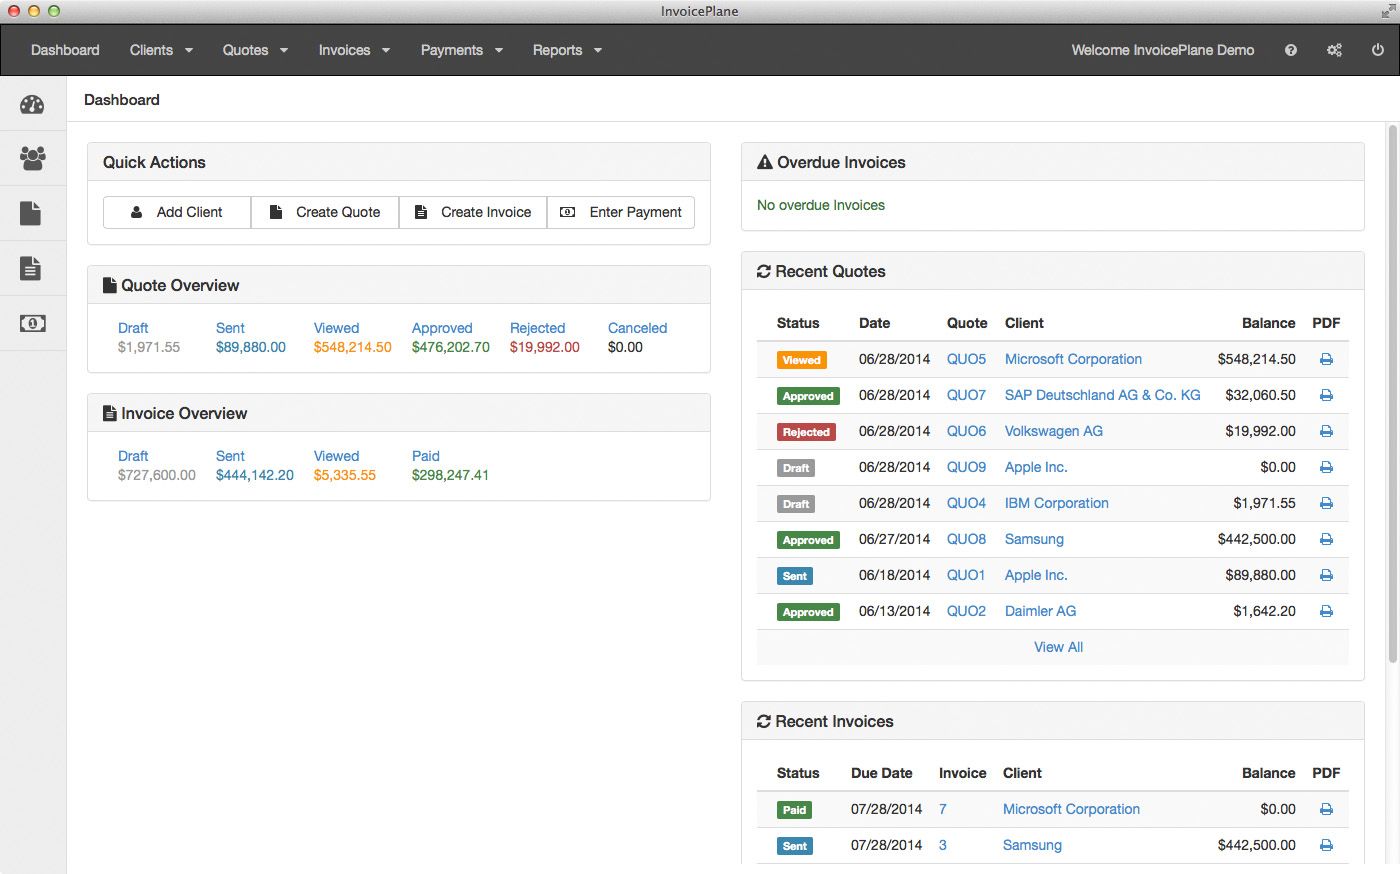 InvoicePlane
Dashboard Clients Quotes Invoices Payments Reports Welcome InvoicePlane Demo
Dashboard
Quick Actions
Add Client Create Quote Create Invoice Enter Payment
Quote Overview
Draft Sent Viewed Approved Rejected Canceled
$1,971.55 $89,880.00 $548,214.50 $476,202.70 $19,992.00 $0.00
Invoice Overview
Draft Sent Viewed Paid
$727,600.00 $444,142.20 $5,335.55 $298,247.41
Overdue Invoices
No overdue Invoices
Recent Quotes
Status Date Quote Client Balance PDF
Viewed 06/28/2014 QUO5 Microsoft Corporation $548,214.50
Approved 06/28/2014 QUO7 SAP Deutschland AG & Co. KG $32,060.50
Rejected 06/28/2014 QUO6 Volkswagen AG $19,992.00
Draft 06/28/2014 QUO9 Apple Inc. $0.00
Draft 06/28/2014 QUO4 IBM Corporation $1,971.55
Approved 06/27/2014 QUO8 Samsung $442,500.00
Sent 06/18/2014 QUO1 Apple Inc. $89,880.00
Approved 06/13/2014 QUO2 Daimler AG $1,642.20
View All
Recent Invoices
Status Due Date Invoice Client Balance PDF
Paid 07/28/2014 7 Microsoft Corporation $0.00
Sent 07/28/2014 3 Samsung $442,500.00